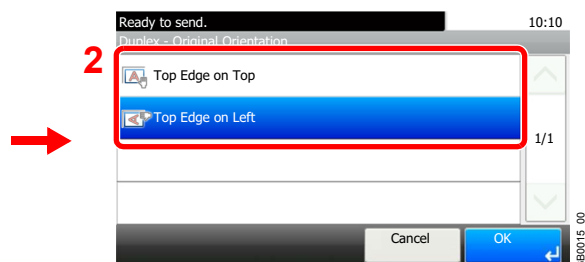 Ready to send. 10:10
Duplex - Original Orientation
2
A Top Edge on Top
A Top Edge on Left
1/1
Cancel OK